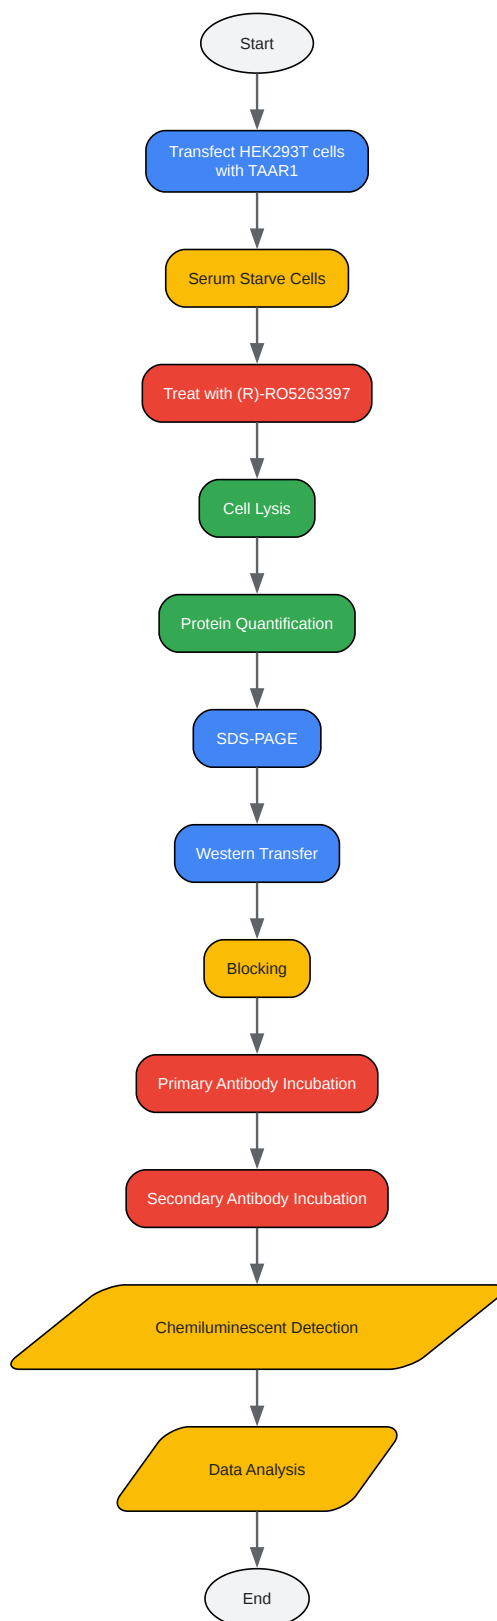 Start
Transfect HEK293T cells
with TAAR1
Serum Starve Cells
Treat with (R)-RO5263397
Cell Lysis
Protein Quantification
SDS-PAGE
Western Transfer
Blocking
Primary Antibody Incubation
Secondary Antibody Incubation
Chemiluminescent Detection
Data Analysis
End